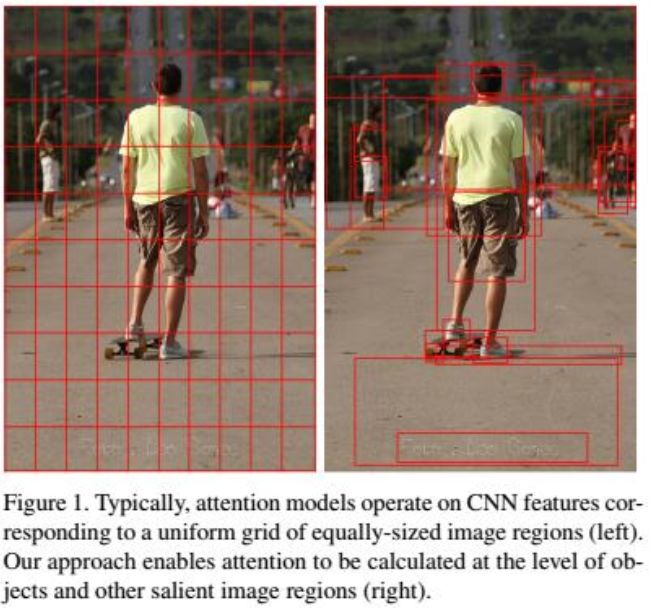 Figure 1. Typically, attention models operate on CNN features cor-
responding to a uniform grid of equally-sized image regions (left).
Our approach enables attention to be calculated at the level of ob-
jects and other salient image regions (right).